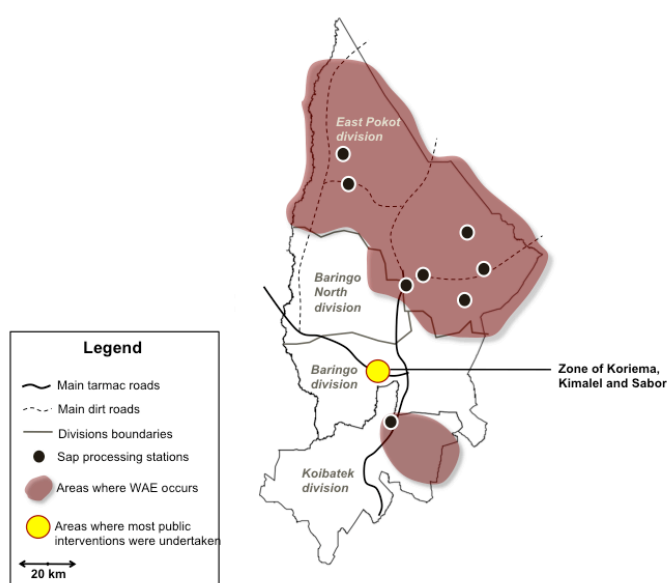 East Pokot
division
Baringo
North
division
Baringo
division
Zone of Koriema,
Kimalel and Sabor
Koibatek
division
Legend
Main tarmac roads
Main dirt roads
Divisions boundaries
Sap processing stations
Areas where WAE occurs
Areas where most public
interventions were undertaken
20 km